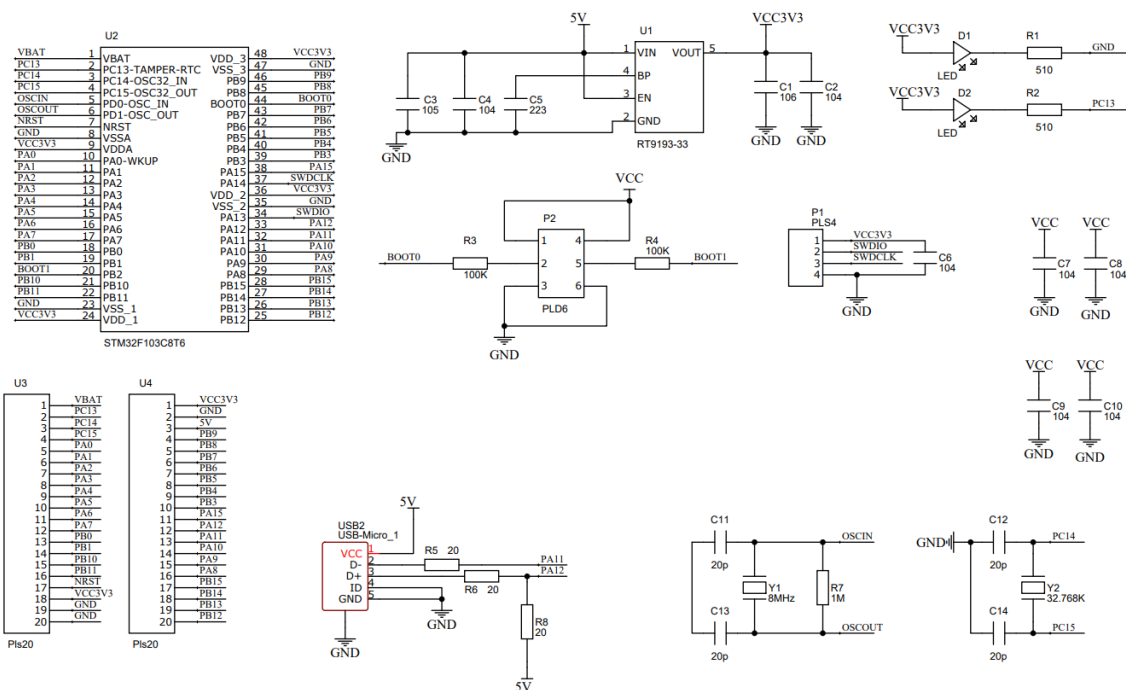 U2
VBAT 1 VBAT VDD_3 48 VCC3V3
PC13 2 PC13-TAMPER-RTC VSS_3 47 GND
PC14 3 PC14-OSC32_IN PB9 46 PB9
PC15 4 PC15-OSC32_OUT PB8 45 PB8
OSCIN 5 PD0-OSC_IN BOOT0 44 BOOT0
OSCOUT 6 PD1-OSC_OUT PB7 43 PB7
NRST 7 NRST PB6 42 PB6
GND 8 VSSA PB5 41 PB5
VCC3V3 9 VDDA PB4 40 PB4
PA0 10 PA0-WKUP PB3 39 PB3
PA1 11 PA1 PA15 38 PA15
PA2 12 PA2 PA14 37 SWDCLK
PA3 13 PA3 VDD_2 36 VCC3V3
PA4 14 PA4 VSS_2 35 GND
PA5 15 PA5 PA13 34 SWDIO
PA6 16 PA6 PA12 33 PA12
PA7 17 PA7 PA11 32 PA11
PB0 18 PB0 PA10 31 PA10
PB1 19 PB1 PA9 30 PA9
BOOT1 20 PB2 PA8 29 PA8
PB10 21 PB10 PB15 28 PB15
PB11 22 PB11 PB14 27 PB14
GND 23 VSS_1 PB13 26 PB13
VCC3V3 24 VDD_1 PB12 25 PB12
STM32F103C8T6
5V
U1
VCC3V3
1 VIN VOUT 5
4 BP
3 EN
2 GND
RT9193-33
C3
105
C4
104
C5
223
C1
106
C2
104
GND
GND
GND
VCC3V3
D1
LED
R1
510
GND
VCC3V3
D2
LED
R2
510
PC13
VCC
P2
1 4
2 5
3 6
PLD6
BOOT0
R3
100K
R4
100K
BOOT1
GND
P1
PLS4
1 VCC3V3
2 SWDIO
3 SWDCLK
4
C6
104
GND
VCC
C7
104
GND
VCC
C8
104
GND
VCC
C9
104
GND
VCC
C10
104
GND
U3
1 VBAT
2 PC13
3 PC14
4 PC15
5 PA0
6 PA1
7 PA2
8 PA3
9 PA4
10 PA5
11 PA6
12 PA7
13 PB0
14 PB1
15 PB10
16 PB11
17 NRST
18 VCC3V3
19 GND
20 GND
Pls20
U4
1 VCC3V3
2 GND
3 5V
4 PB9
5 PB8
6 PB7
7 PB6
8 PB5
9 PB4
10 PB3
11 PA15
12 PA12
13 PA11
14 PA10
15 PA9
16 PA8
17 PB15
18 PB14
19 PB13
20 PB12
Pls20
5V
USB2
USB-Micro_1
VCC 1
D- 2
D+ 3
ID 4
GND 5
R5 20
PA11
R6 20
PA12
GND
R8
20
GND
5V
C11
20p
OSCIN
Y1
8MHz
R7
1M
C13
20p
OSCOUT
GND
C12
20p
PC14
Y2
32.768K
C14
20p
PC15